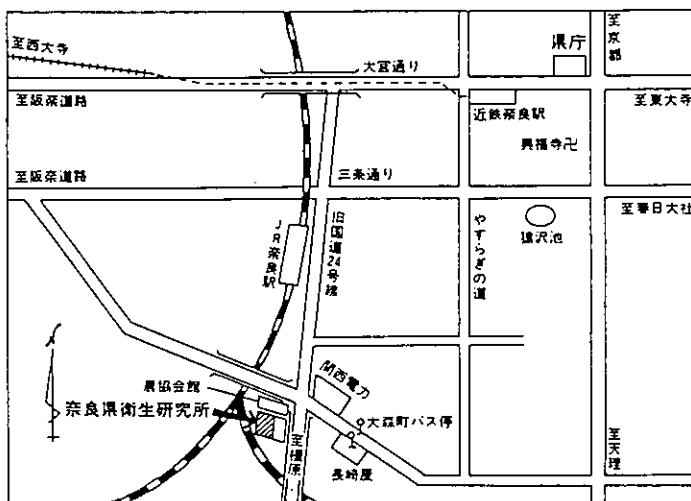 至西大寺
大宮通り
県庁
至京都
至阪奈道路
近鉄奈良駅
至東大寺
興福寺卍
至阪奈道路
三条通り
至春日大社
JR奈良駅
旧国道24号線
やすらぎの道
猿沢池
関西電力
農協会館
奈良県衛生研究所
大森町バス停
至橿原
長崎屋
至天理